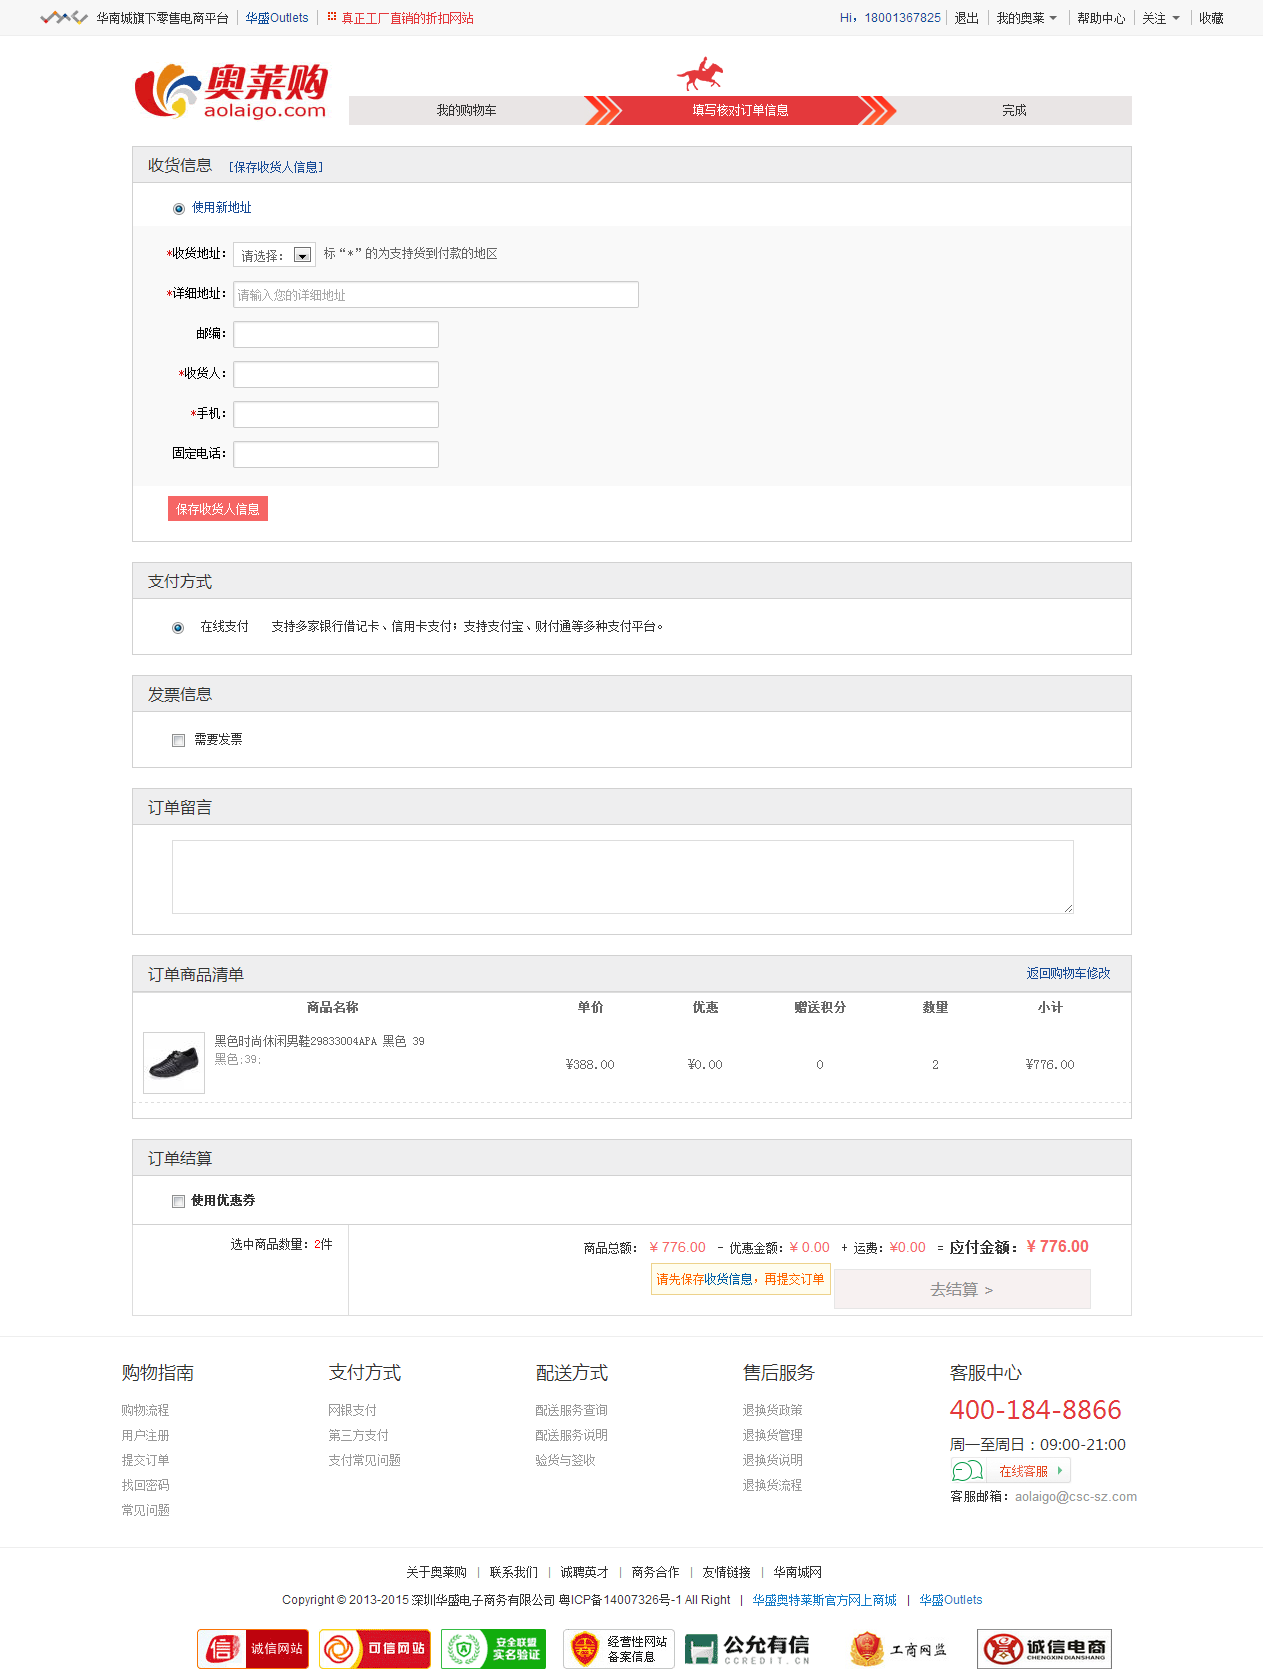 华南城旗下零售电商平台 华盛Outlets 真正工厂直销的折扣网站 Hi，18001367825 退出 我的奥莱 帮助中心 关注 收藏
奥莱购
aolaigo.com
我的购物车 填写核对订单信息 完成
收货信息 [保存收货人信息]
使用新地址
*收货地址： 请选择： 标“*”的为支持货到付款的地区
*详细地址： 请输入您的详细地址
邮编：
*收货人：
*手机：
固定电话：
保存收货人信息
支付方式
在线支付 支持多家银行借记卡、信用卡支付；支持支付宝、财付通等多种支付平台。
发票信息
需要发票
订单留言
订单商品清单 返回购物车修改
商品名称 单价 优惠 赠送积分 数量 小计
黑色时尚休闲男鞋29833004APA 黑色 39
黑色;39;
¥388.00 ¥0.00 0 2 ¥776.00
订单结算
使用优惠券
选中商品数量：2件 商品总额： ¥ 776.00 - 优惠金额：¥ 0.00 + 运费：¥0.00 = 应付金额：¥ 776.00
请先保存收货信息，再提交订单 去结算 >
购物指南 支付方式 配送方式 售后服务 客服中心
购物流程 网银支付 配送服务查询 退换货政策 400-184-8866
用户注册 第三方支付 配送服务说明 退换货管理 周一至周日：09:00-21:00
提交订单 支付常见问题 验货与签收 退换货说明 在线客服
找回密码 退换货流程 客服邮箱：aolaigo@csc-sz.com
常见问题
关于奥莱购 | 联系我们 | 诚聘英才 | 商务合作 | 友情链接 | 华南城网
Copyright © 2013-2015 深圳华盛电子商务有限公司 粤ICP备14007326号-1 All Right | 华盛奥特莱斯官方网上商城 | 华盛Outlets
信 诚信网站 可信网站 安全联盟 实名验证 经营性网站 备案信息 公允有信 CCREDIT.CN 工商网监 诚信电商 CHENGXINDIANSHANG